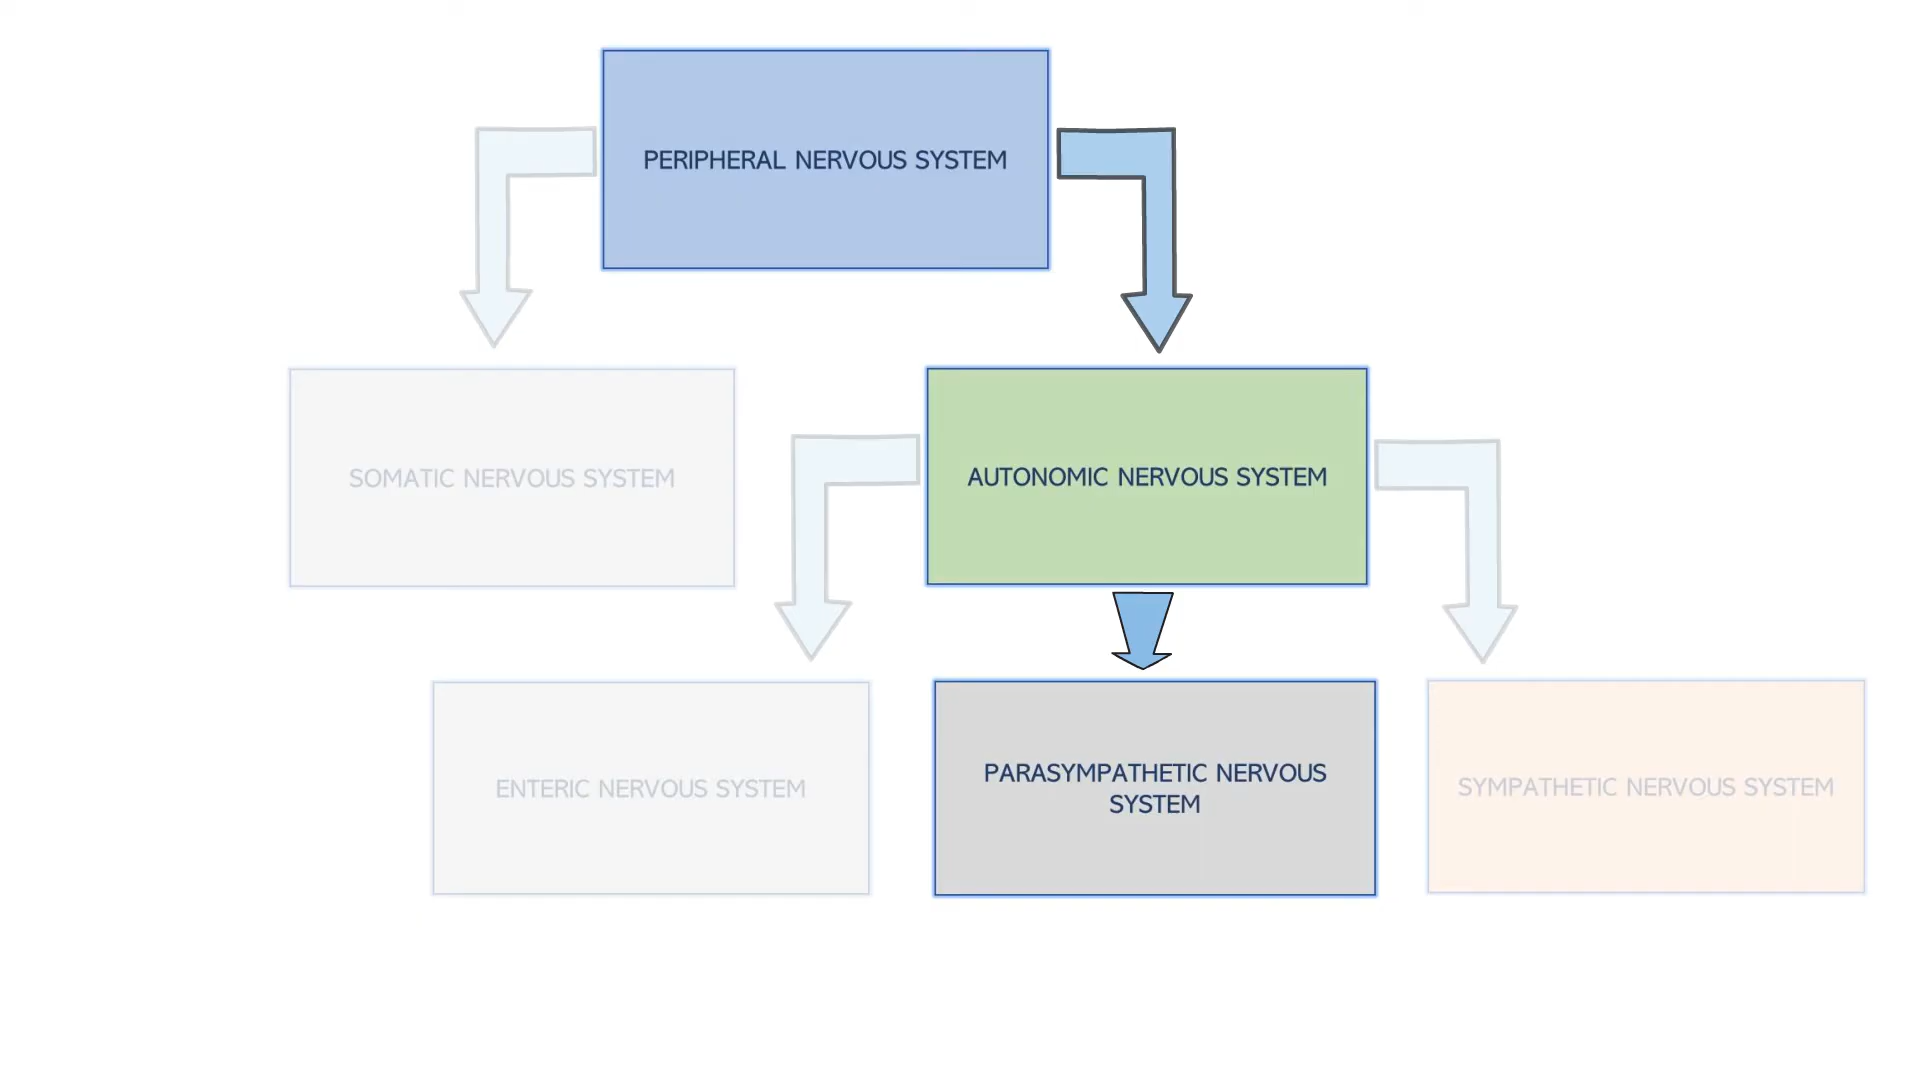 PERIPHERAL NERVOUS SYSTEM
SOMATIC NERVOUS SYSTEM
AUTONOMIC NERVOUS SYSTEM
ENTERIC NERVOUS SYSTEM
PARASYMPATHETIC NERVOUS
SYSTEM
SYMPATHETIC NERVOUS SYSTEM